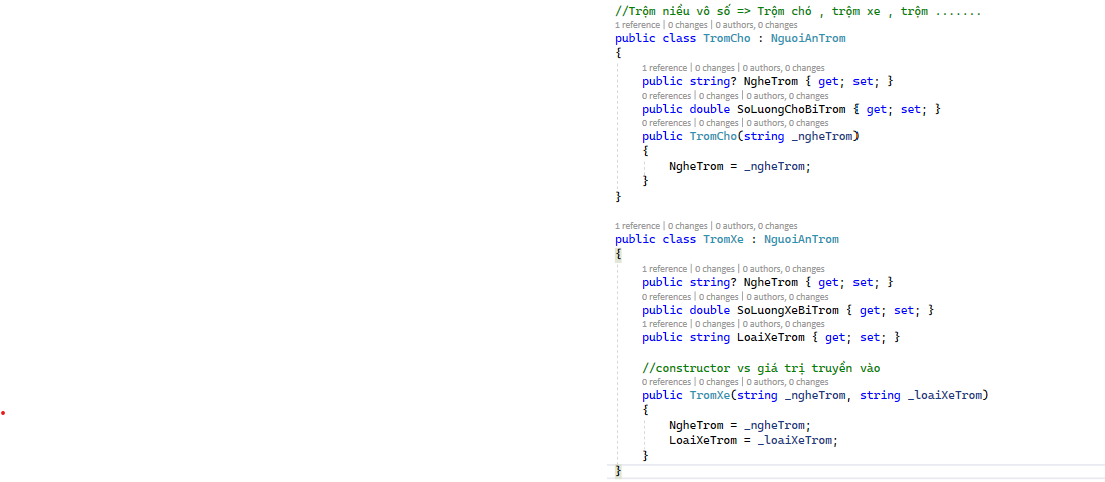 //Trộm niều vô số => Trộm chó , trộm xe , trộm .......
1 reference | 0 changes | 0 authors, 0 changes
public class TromCho : NguoiAnTrom
{
1 reference | 0 changes | 0 authors, 0 changes
public string? NgheTrom { get; set; }
0 references | 0 changes | 0 authors, 0 changes
public double SoLuongChoBiTrom { get; set; }
0 references | 0 changes | 0 authors, 0 changes
public TromCho(string _ngheTrom)
{
NgheTrom = _ngheTrom;
}
}
1 reference | 0 changes | 0 authors, 0 changes
public class TromXe : NguoiAnTrom
{
1 reference | 0 changes | 0 authors, 0 changes
public string? NgheTrom { get; set; }
0 references | 0 changes | 0 authors, 0 changes
public double SoLuongXeBiTrom { get; set; }
1 reference | 0 changes | 0 authors, 0 changes
public string LoaiXeTrom { get; set; }
//constructor vs giá trị truyền vào
0 references | 0 changes | 0 authors, 0 changes
public TromXe(string _ngheTrom, string _loaiXeTrom)
{
NgheTrom = _ngheTrom;
LoaiXeTrom = _loaiXeTrom;
}
}